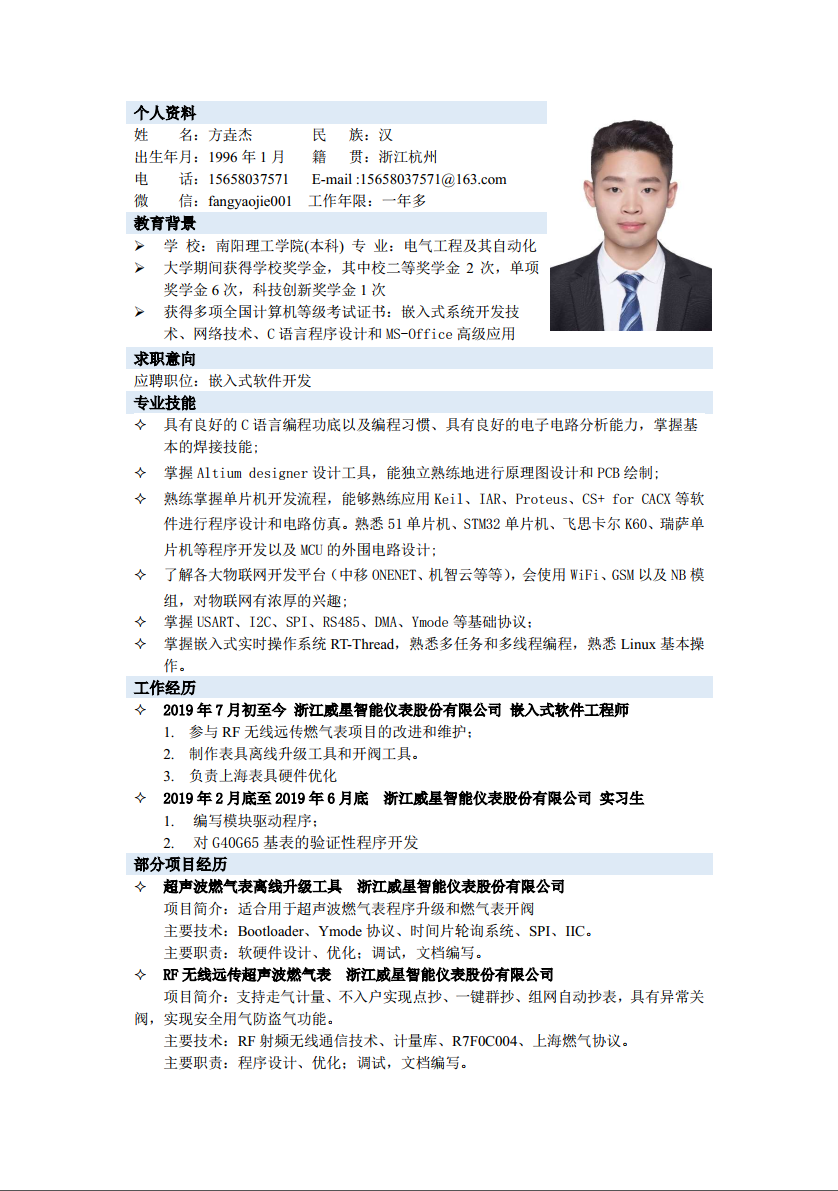 个人资料
姓 名：方垚杰 民 族：汉
出生年月：1996 年 1 月 籍 贯：浙江杭州
电 话：15658037571 E-mail :15658037571@163.com
微 信：fangyaojie001 工作年限：一年多
教育背景
➢ 学 校：南阳理工学院(本科) 专 业：电气工程及其自动化
➢ 大学期间获得学校奖学金，其中校二等奖学金 2 次，单项
奖学金 6 次，科技创新奖学金 1 次
➢ 获得多项全国计算机等级考试证书：嵌入式系统开发技
术、网络技术、C 语言程序设计和 MS-Office 高级应用
求职意向
应聘职位：嵌入式软件开发
专业技能
✧ 具有良好的 C 语言编程功底以及编程习惯、具有良好的电子电路分析能力，掌握基
本的焊接技能;
✧ 掌握 Altium designer 设计工具，能独立熟练地进行原理图设计和 PCB 绘制;
✧ 熟练掌握单片机开发流程，能够熟练应用 Keil、IAR、Proteus、CS+ for CACX 等软
件进行程序设计和电路仿真。熟悉 51 单片机、STM32 单片机、飞思卡尔 K60、瑞萨单
片机等程序开发以及 MCU 的外围电路设计;
✧ 了解各大物联网开发平台（中移 ONENET、机智云等等），会使用 WiFi、GSM 以及 NB 模
组，对物联网有浓厚的兴趣;
✧ 掌握 USART、I2C、SPI、RS485、DMA、Ymode 等基础协议；
✧ 掌握嵌入式实时操作系统 RT-Thread，熟悉多任务和多线程编程，熟悉 Linux 基本操
作。
工作经历
✧ 2019 年 7 月初至今 浙江威星智能仪表股份有限公司 嵌入式软件工程师
1. 参与 RF 无线远传燃气表项目的改进和维护；
2. 制作表具离线升级工具和开阀工具。
3. 负责上海表具硬件优化
✧ 2019 年 2 月底至 2019 年 6 月底 浙江威星智能仪表股份有限公司 实习生
1. 编写模块驱动程序；
2. 对 G40G65 基表的验证性程序开发
部分项目经历
✧ 超声波燃气表离线升级工具 浙江威星智能仪表股份有限公司
项目简介：适合用于超声波燃气表程序升级和燃气表开阀
主要技术：Bootloader、Ymode 协议、时间片轮询系统、SPI、IIC。
主要职责：软硬件设计、优化；调试，文档编写。
✧ RF 无线远传超声波燃气表 浙江威星智能仪表股份有限公司
项目简介：支持走气计量、不入户实现点抄、一键群抄、组网自动抄表，具有异常关
阀，实现安全用气防盗气功能。
主要技术：RF 射频无线通信技术、计量库、R7F0C004、上海燃气协议。
主要职责：程序设计、优化；调试，文档编写。